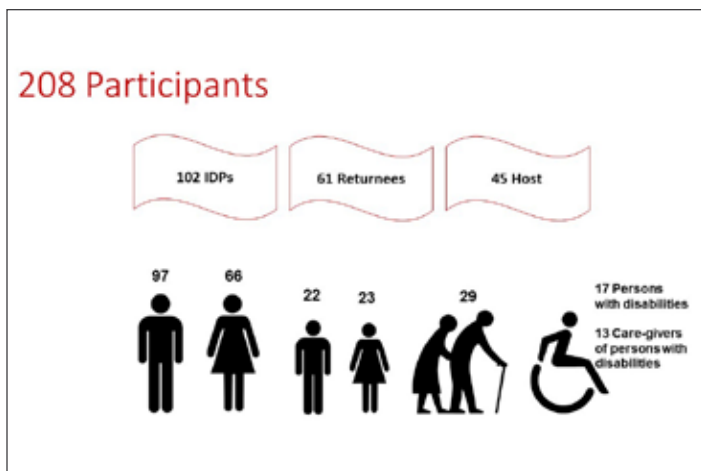 208 Participants
102 IDPs
61 Returnees
45 Host
97
66
22
23
29
17 Persons
with disabilities
13 Care-givers
of persons with
disabilities